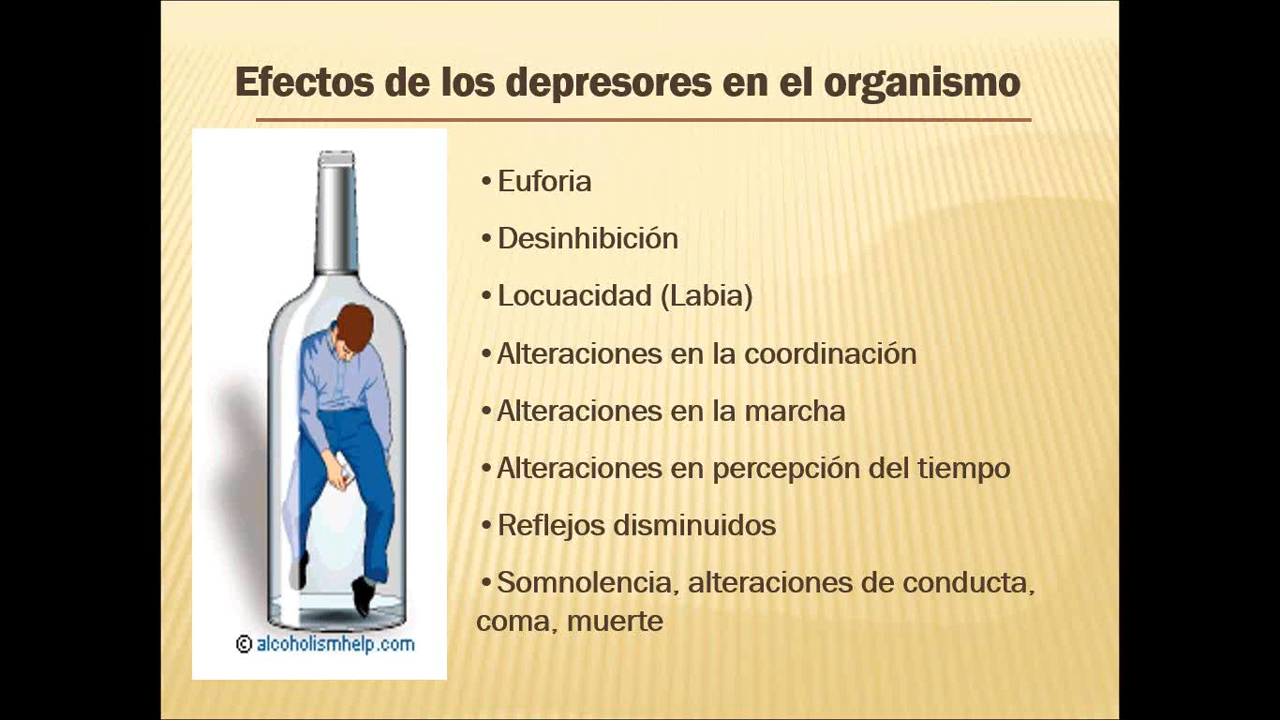 Efectos de los depresores en el organismo
•Euforia
•Desinhibición
•Locuacidad (Labia)
•Alteraciones en la coordinación
•Alteraciones en la marcha
•Alteraciones en percepción del tiempo
•Reflejos disminuidos
•Somnolencia, alteraciones de conducta,
coma, muerte
© alcoholismhelp.com